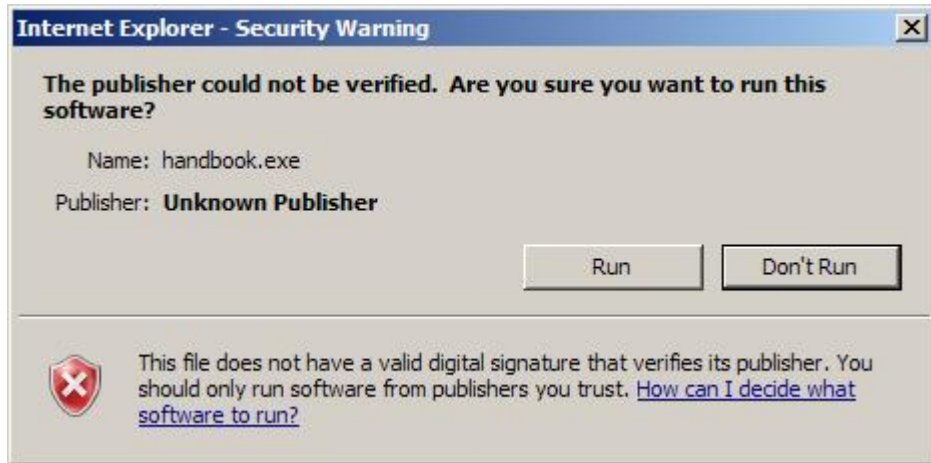 Internet Explorer - Security Warning
The publisher could not be verified.  Are you sure you want to run this
software?
Name: handbook.exe
Publisher: Unknown Publisher
Run
Don't Run
This file does not have a valid digital signature that verifies its publisher. You
should only run software from publishers you trust. How can I decide what
software to run?